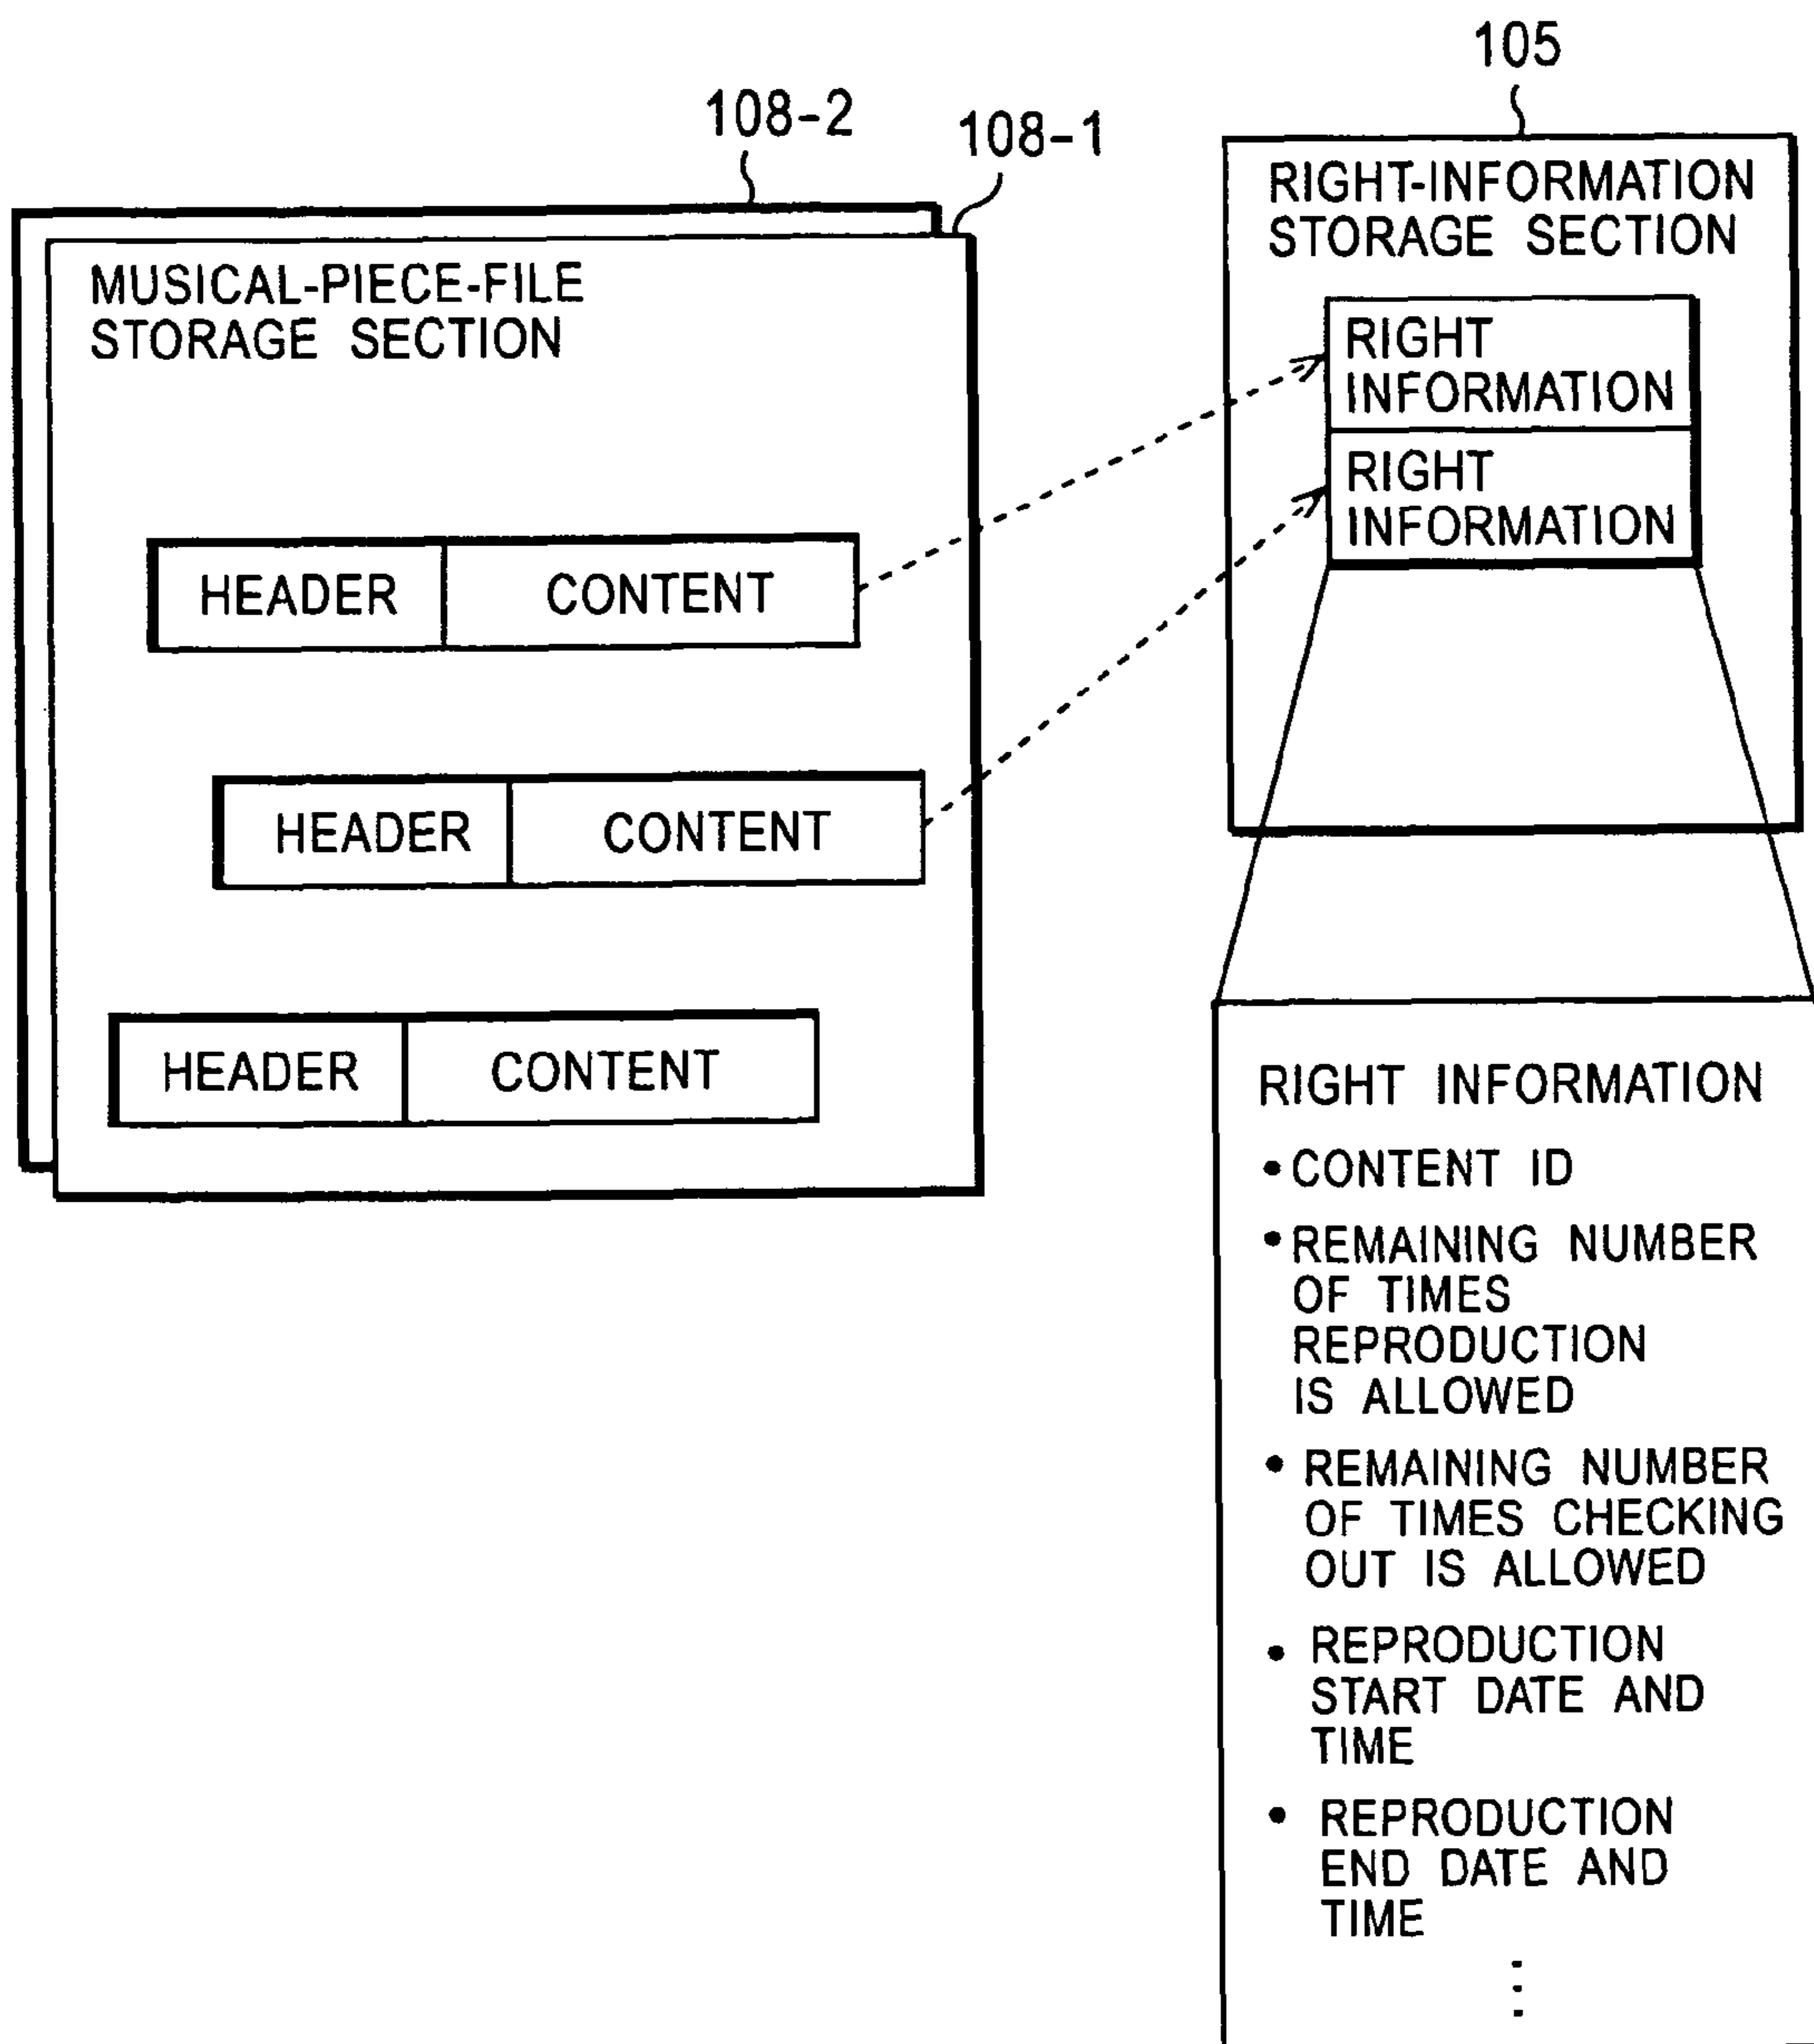 105
108-2
108-1
RIGHT-INFORMATION
STORAGE SECTION
MUSICAL-PIECE-FILE
STORAGE SECTION
RIGHT
INFORMATION
RIGHT
INFORMATION
HEADER CONTENT
HEADER CONTENT
HEADER CONTENT
RIGHT INFORMATION
• CONTENT ID
• REMAINING NUMBER
OF TIMES
REPRODUCTION
IS ALLOWED
• REMAINING NUMBER
OF TIMES CHECKING
OUT IS ALLOWED
• REPRODUCTION
START DATE AND
TIME
• REPRODUCTION
END DATE AND
TIME
⋮